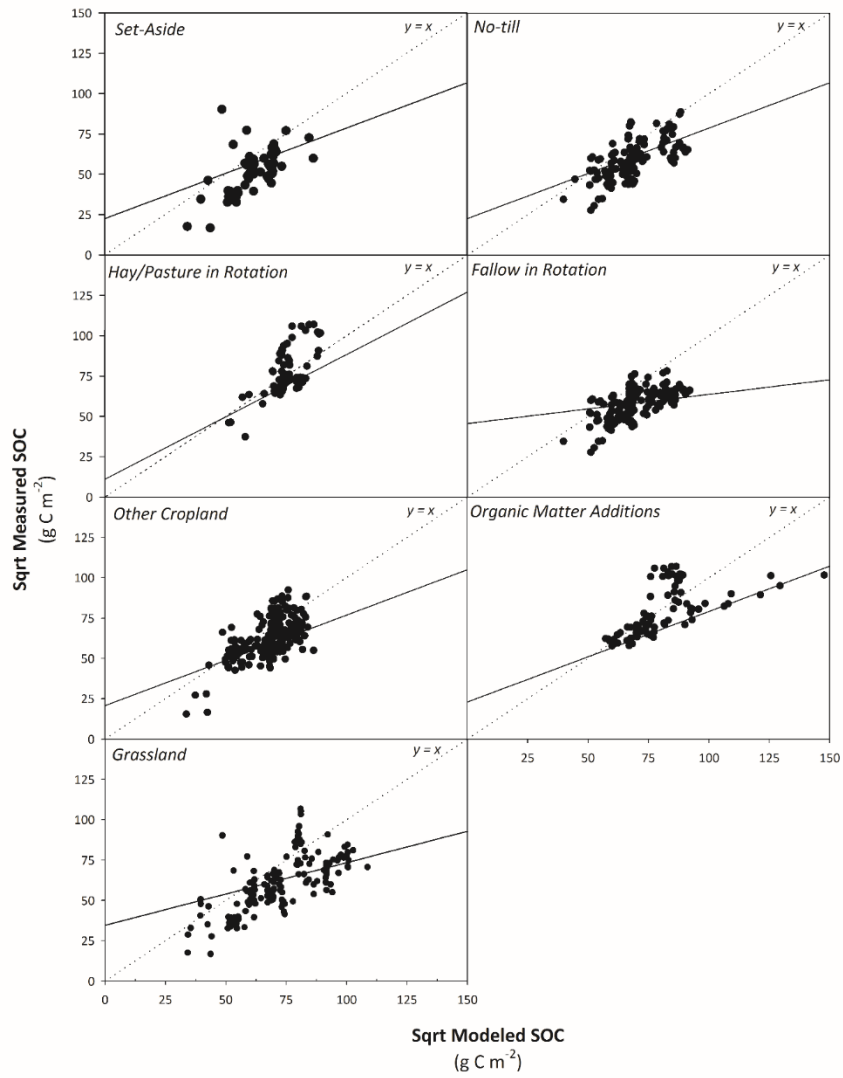 150
Set-Aside
y = x
No-till
y = x
125
100
75
50
25
0
Hay/Pasture in Rotation
y = x
Fallow in Rotation
y = x
125
100
75
50
25
0
Sqrt Measured SOC
(g C m-2)
Other Cropland
y = x
Organic Matter Additions
y = x
125
100
75
50
25
0
25 50 75 100 125 150
Grassland
y = x
125
100
75
50
25
0
0 25 50 75 100 125 150
Sqrt Modeled SOC
(g C m-2)